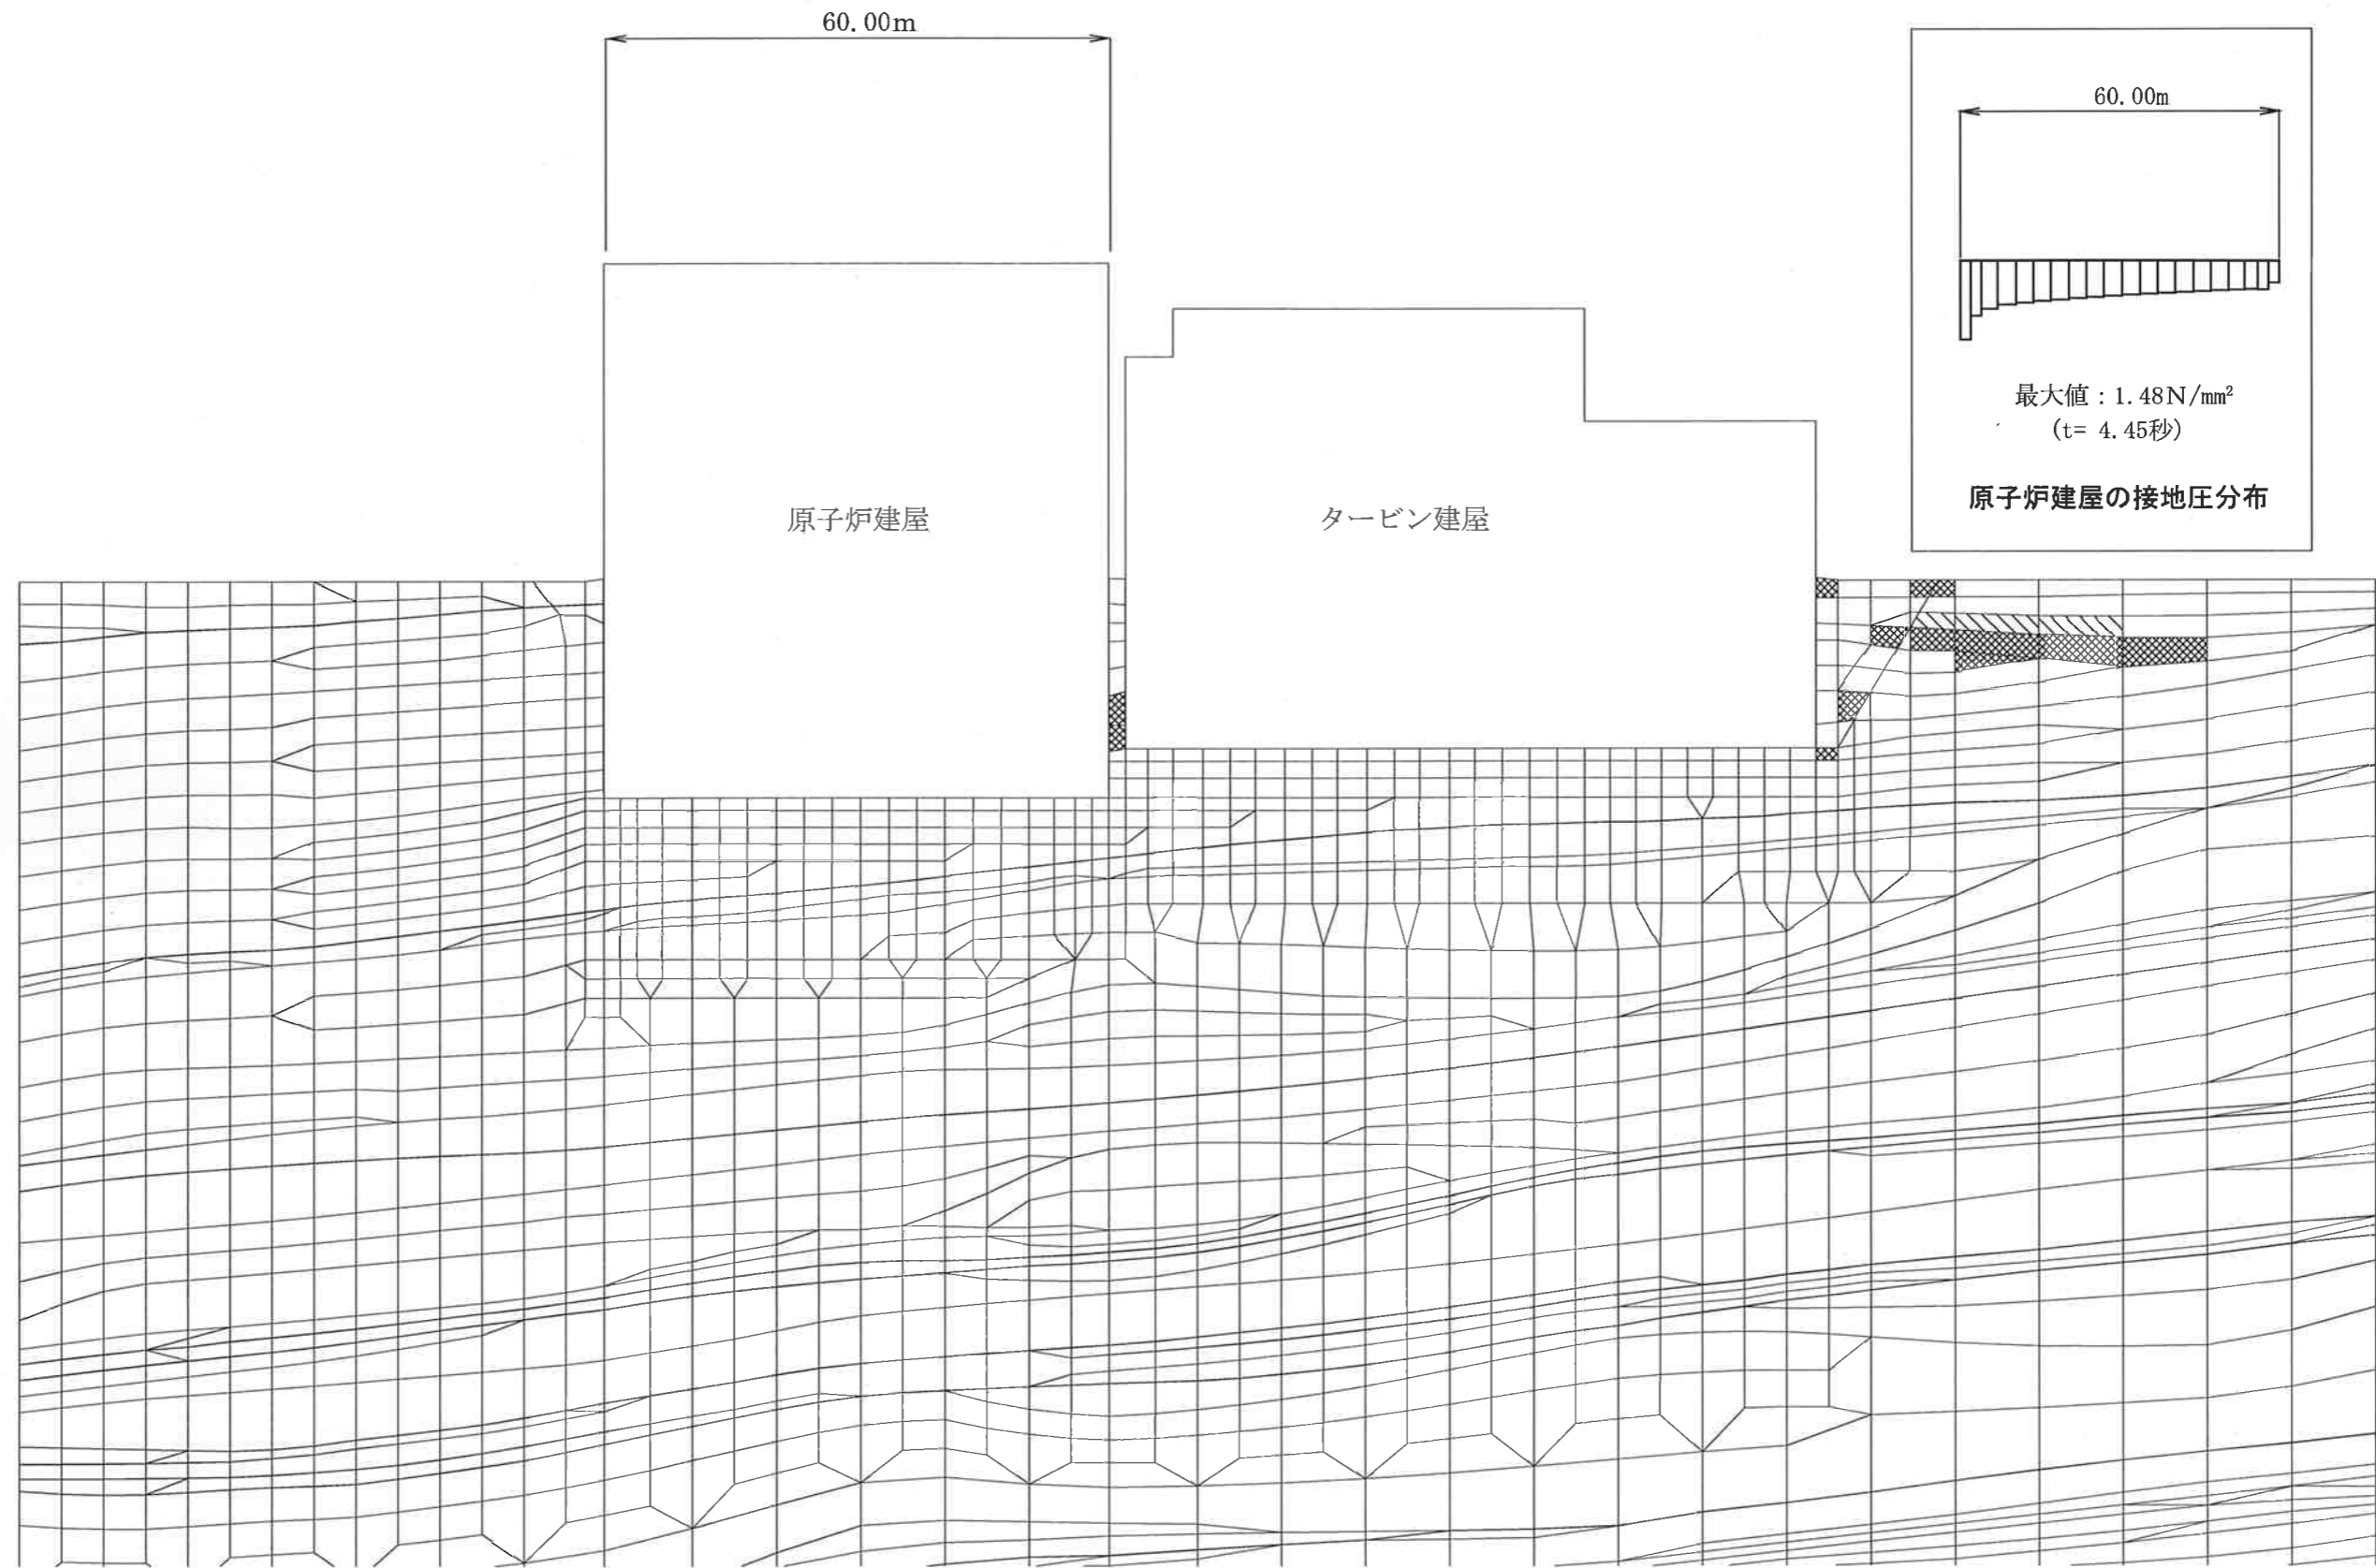 60.00m
原子炉建屋
タービン建屋
60.00m
最大値：1.48N/mm²
(t= 4.45秒)
原子炉建屋の接地圧分布